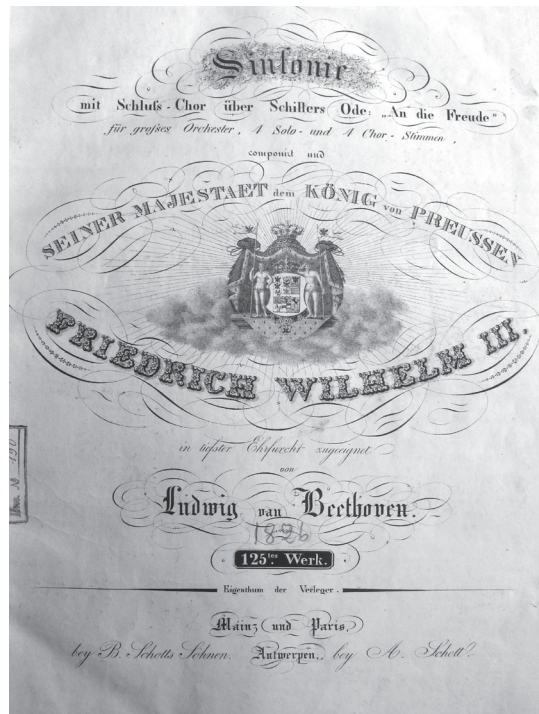 Sinfonie
mit Schluſs-Chor über Schillers Ode: „An die Freude"
für groſses Orchester, 4 Solo- und 4 Chor-Stimmen,
componirt und
SEINER MAJESTAET dem KÖNIG von PREUSSEN
FRIEDRICH WILHELM III.
in tiefster Ehrfurcht zugeeignet
von
Ludwig van Beethoven.
1826
125tes Werk.
Eigenthum der Verleger.
Mainz und Paris,
bey B. Schotts Söhnen. Antwerpen, bey A. Schott.
№ 190